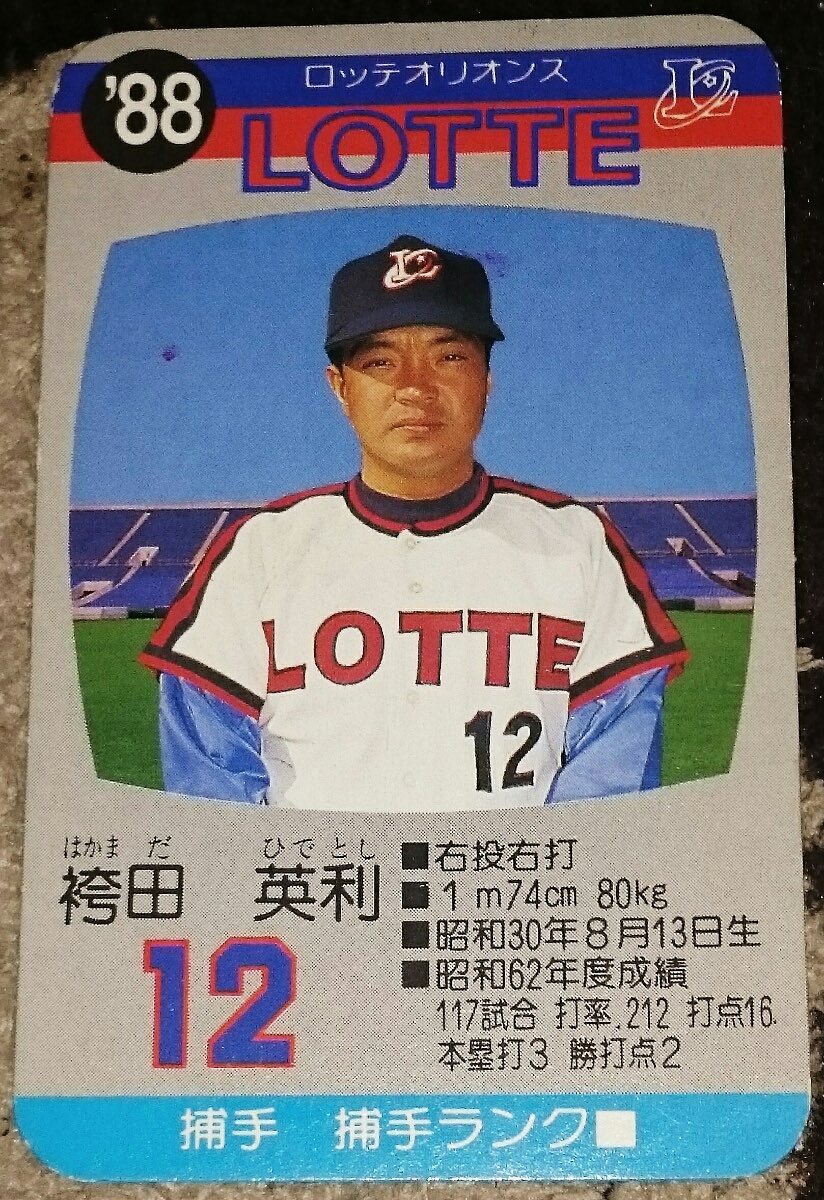 '88
ロッテオリオンス
LOTTE
LOTTE
12
はかまだ ひでとし
袴田 英利
12
■右投右打
■1m74cm 80kg
■昭和30年8月13日生
■昭和62年度成績
117試合 打率.212 打点16.
本塁打3 勝打点2
捕手 捕手ランク■